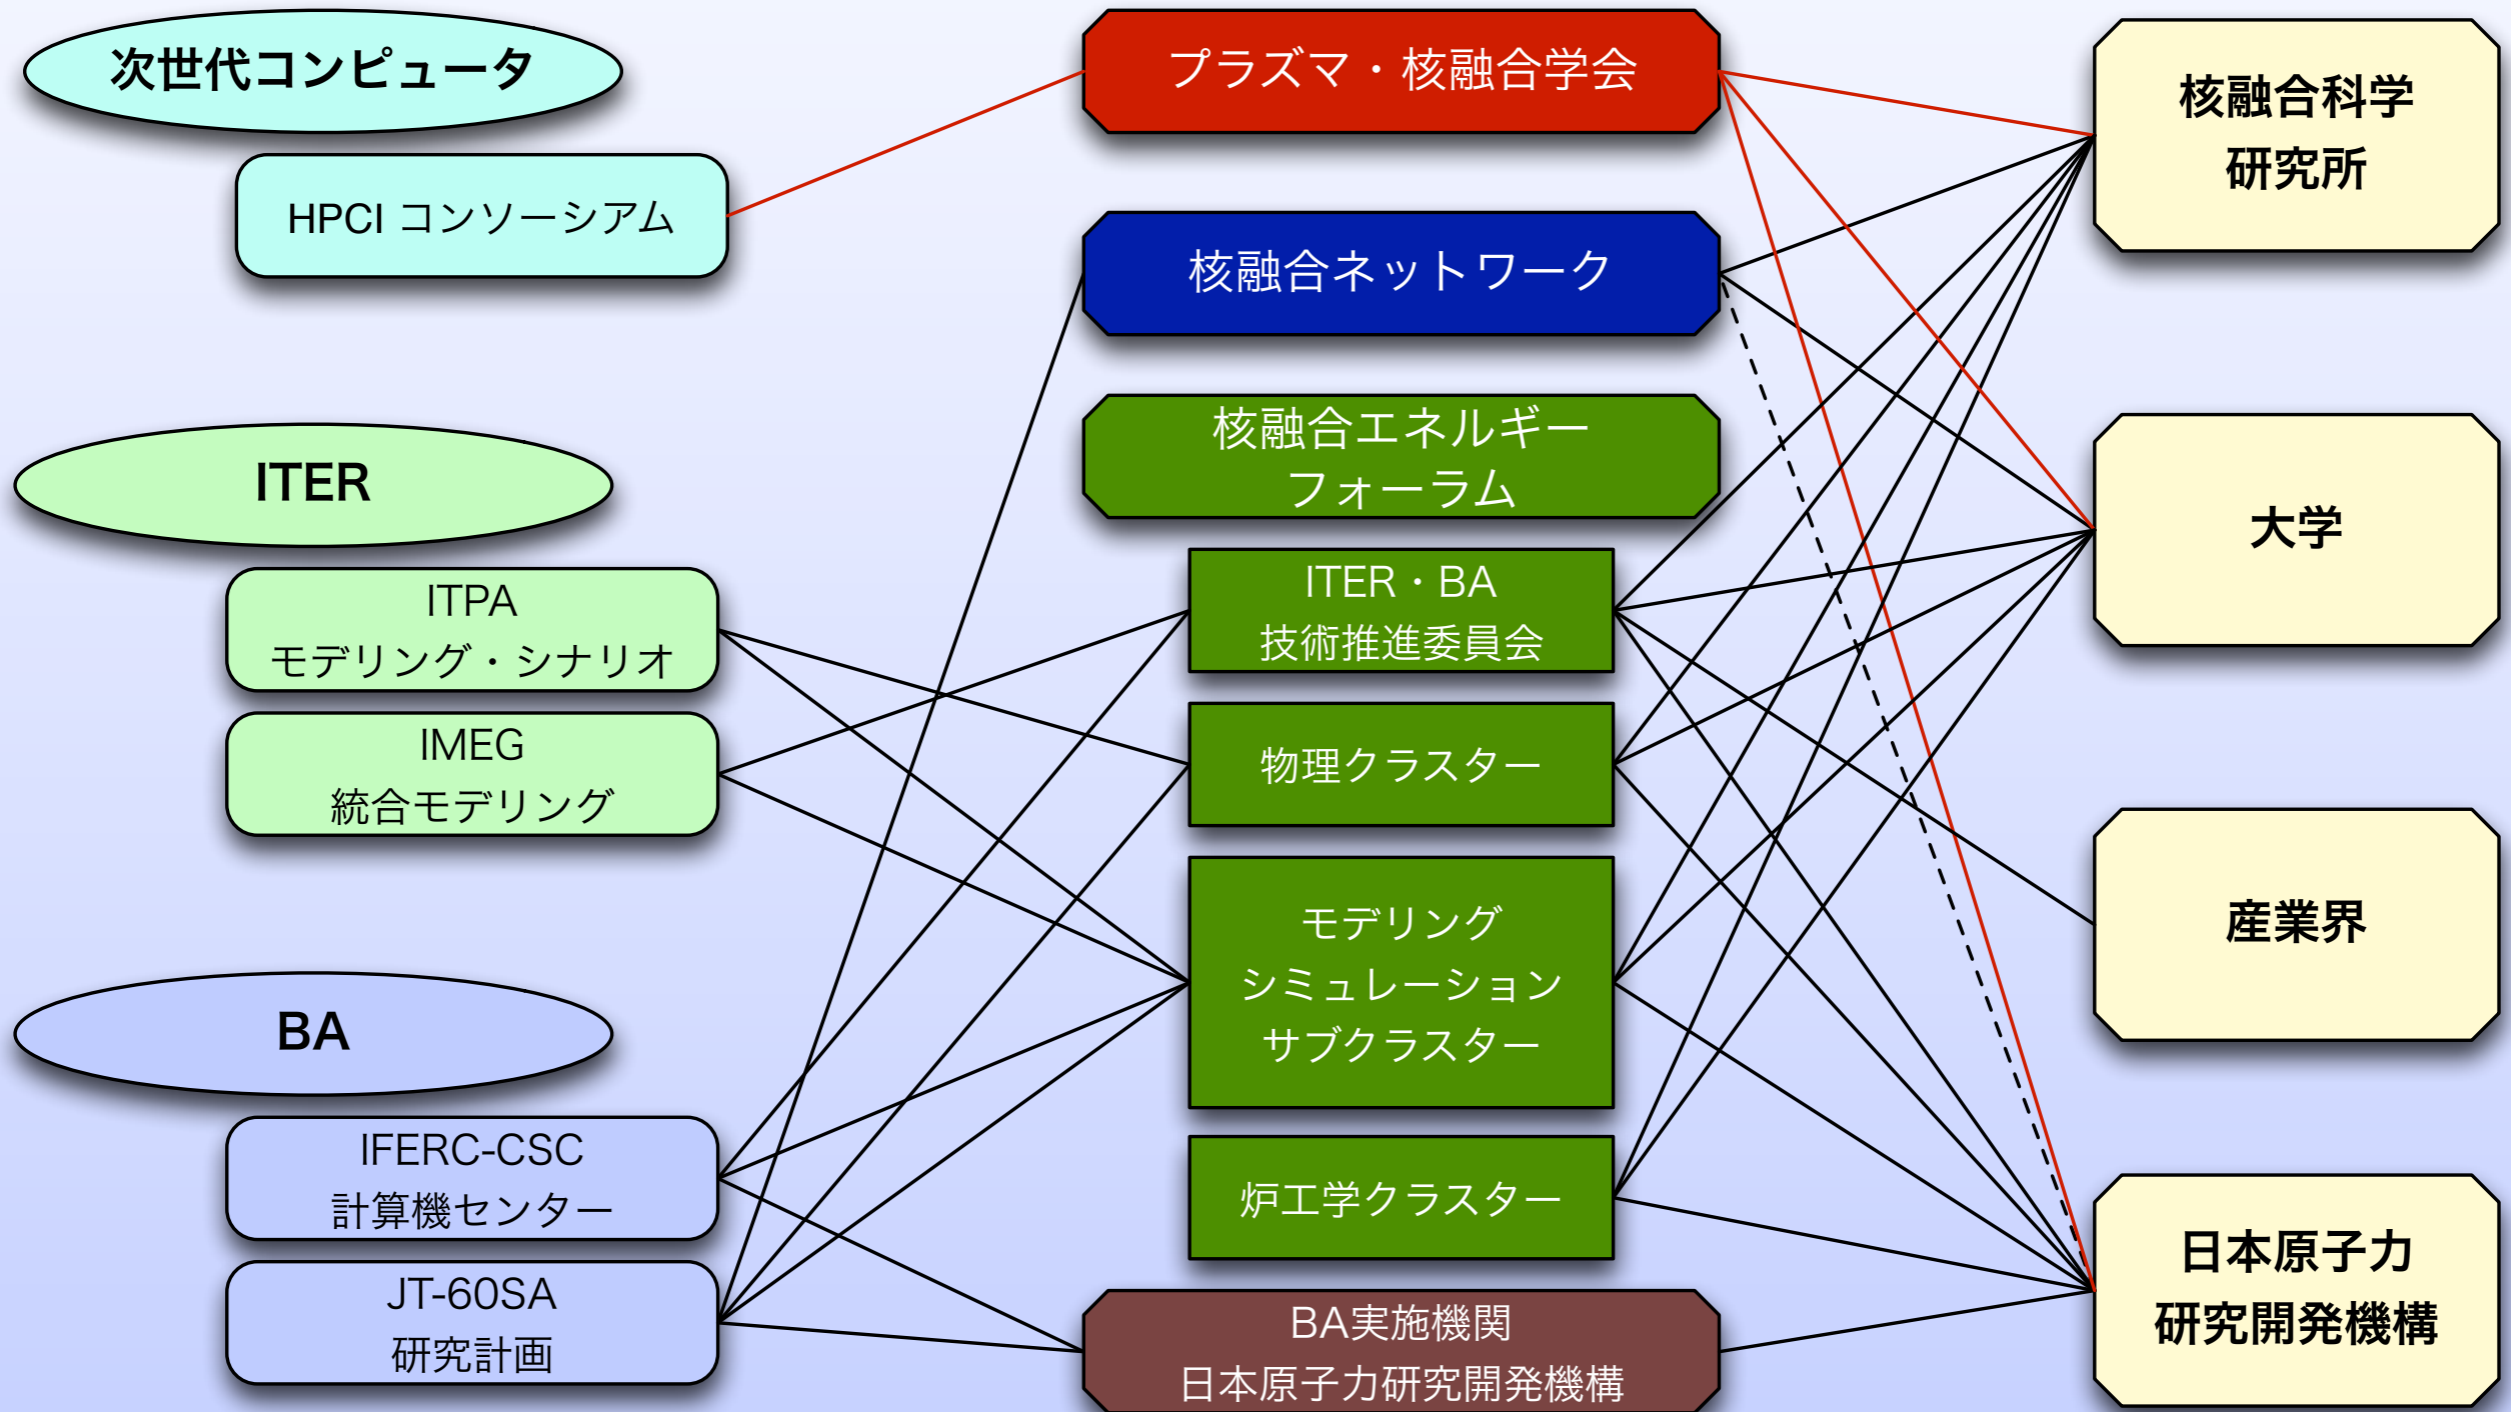 次世代コンピュータ
HPCI コンソーシアム
ITER
ITPA
モデリング・シナリオ
IMEG
統合モデリング
BA
IFERC-CSC
計算機センター
JT-60SA
研究計画
プラズマ・核融合学会
核融合ネットワーク
核融合エネルギー
フォーラム
ITER・BA
技術推進委員会
物理クラスター
モデリング
シミュレーション
サブクラスター
炉工学クラスター
BA実施機関
日本原子力研究開発機構
核融合科学
研究所
大学
産業界
日本原子力
研究開発機構